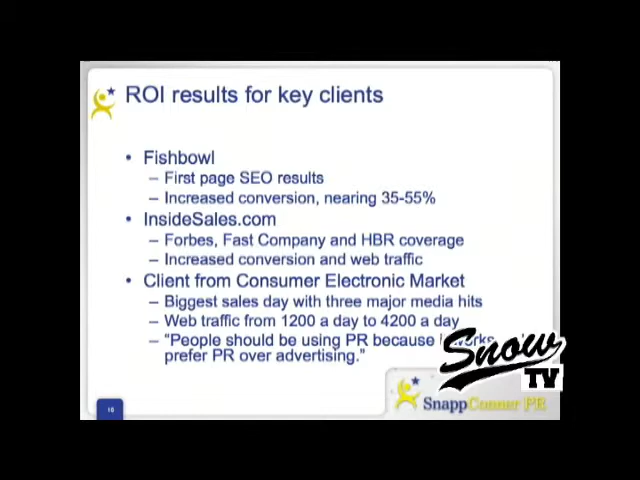 ROI results for key clients
• Fishbowl
– First page SEO results
– Increased conversion, nearing 35-55%
• InsideSales.com
– Forbes, Fast Company and HBR coverage
– Increased conversion and web traffic
• Client from Consumer Electronic Market
– Biggest sales day with three major media hits
– Web traffic from 1200 a day to 4200 a day
– "People should be using PR because works
prefer PR over advertising."
Snow
TV
SnappConner PR
16